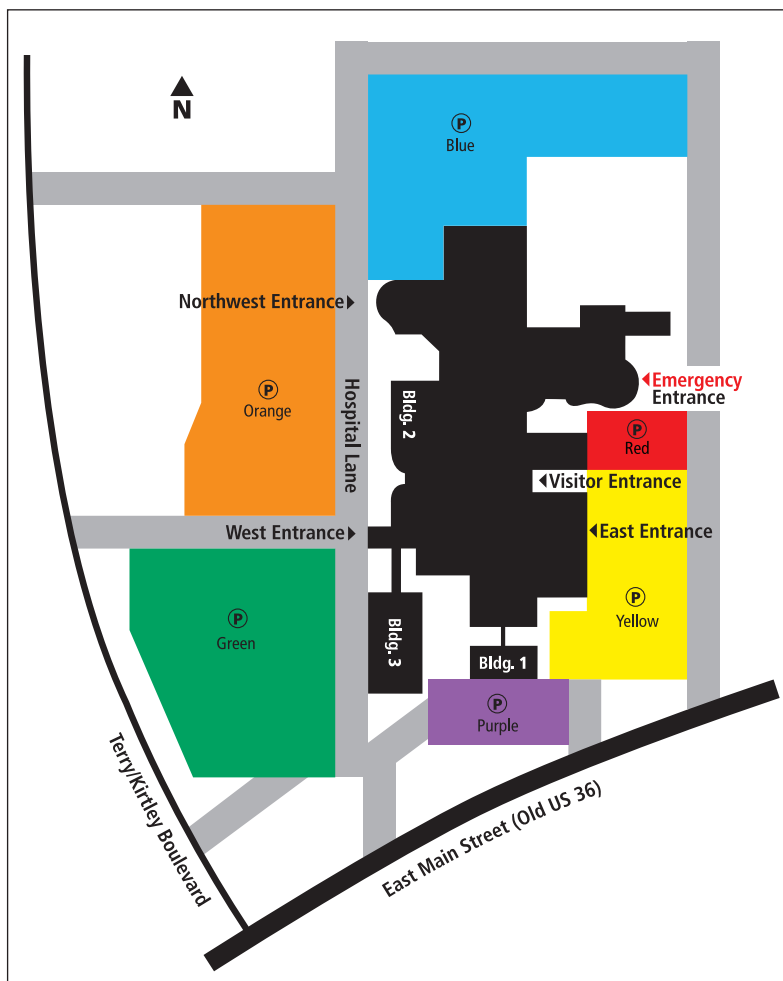 N
P
Blue
Northwest Entrance
Emergency
Entrance
P
Orange
Hospital Lane
Bldg. 2
P
Red
Visitor Entrance
West Entrance
East Entrance
P
Green
Bldg. 3
P
Yellow
Bldg. 1
P
Purple
Terry/Kirtley Boulevard
East Main Street (Old US 36)